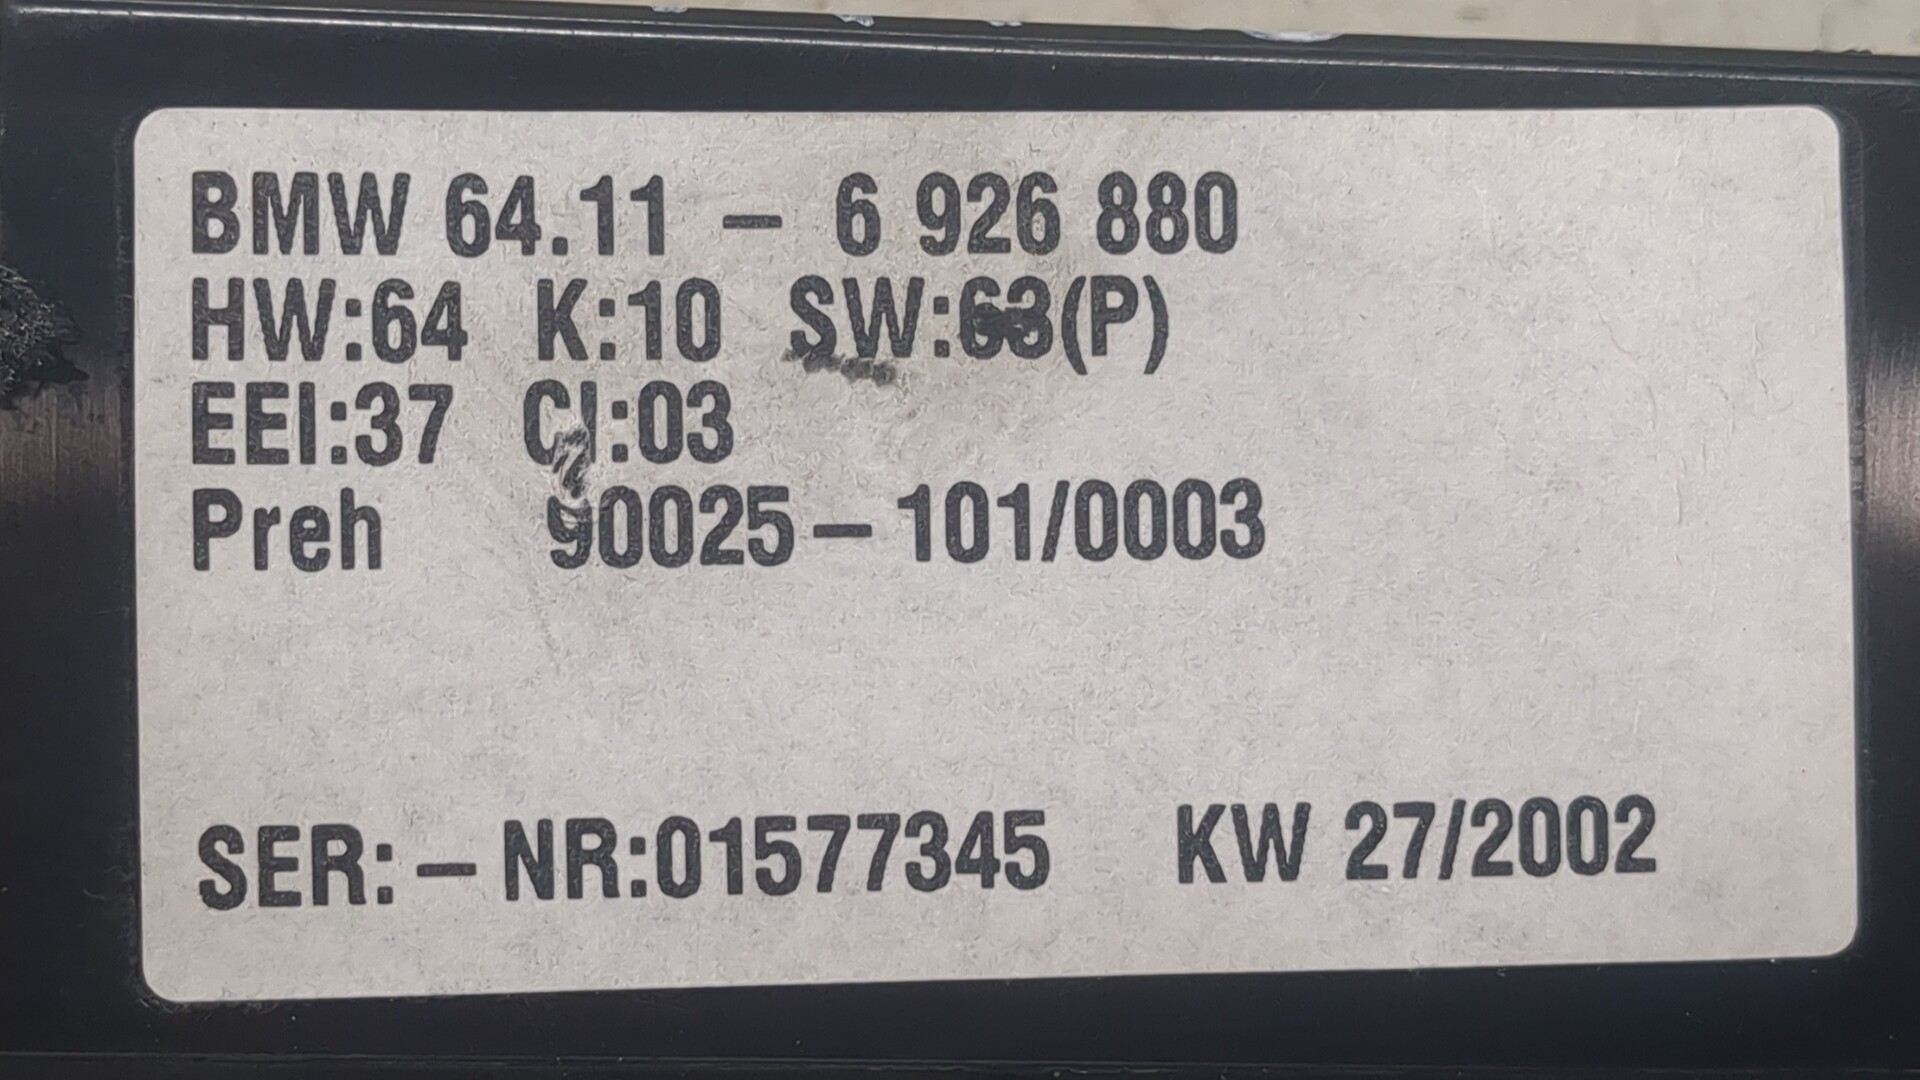 BMW 64.11 – 6 926 880
HW:64 K:10 SW:63(P)
EEI:37 CI:03
Preh 90025–101/0003
SER:–NR:01577345 KW 27/2002